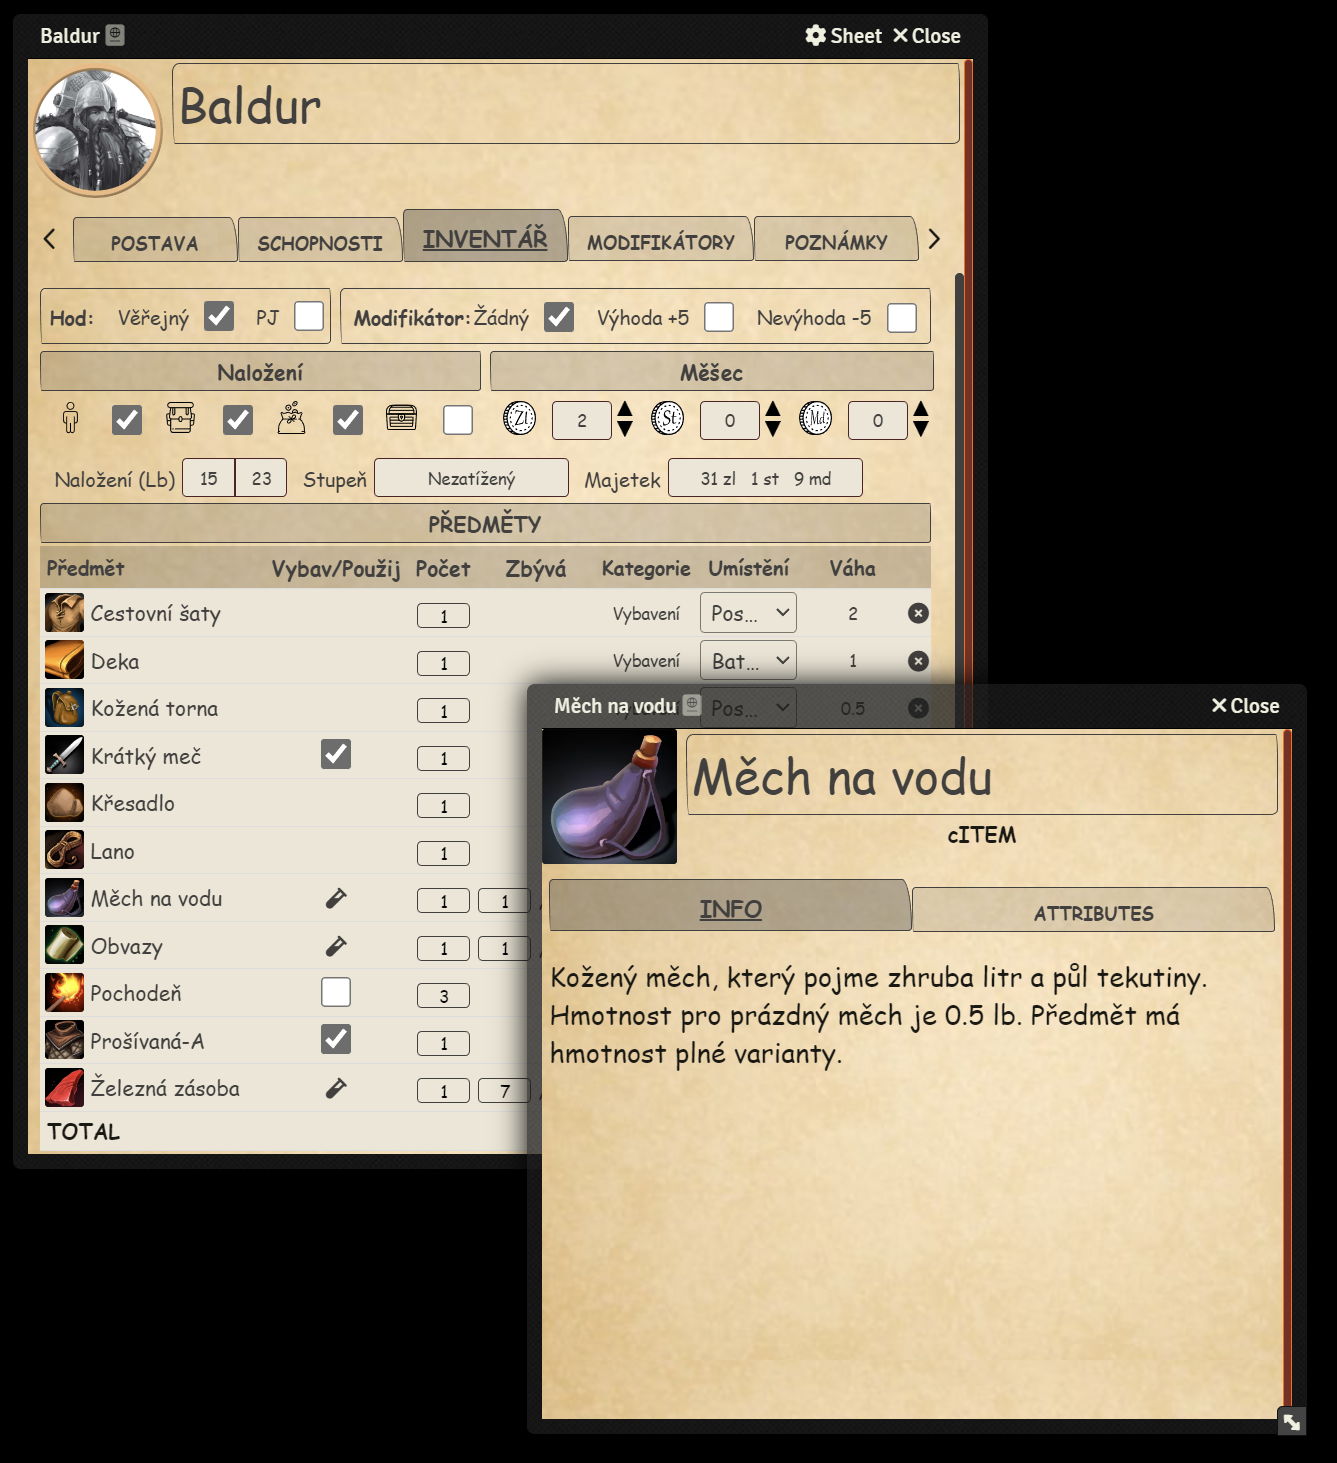 Baldur
Sheet Close
Baldur
POSTAVA SCHOPNOSTI INVENTÁŘ MODIFIKÁTORY POZNÁMKY
Hod: Věřejný PJ Modifikátor: Žádný Výhoda +5 Nevýhoda -5
Naložení Měšec
Zl 2 St 0 Md 0
Naložení (Lb) 15 23 Stupeň Nezatížený Majetek 31 zl 1 st 9 md
PŘEDMĚTY
Předmět Vybav/Použij Počet Zbývá Kategorie Umístění Váha
Cestovní šaty 1 Vybavení Pos... 2
Deka 1 Vybavení Bat... 1
Kožená torna 1 Pos... 0.5
Krátký meč 1
Křesadlo 1
Lano 1
Měch na vodu 1 1
Obvazy 1 1
Pochodeň 3
Prošívaná-A 1
Železná zásoba 1 7
TOTAL
Měch na vodu Close
Měch na vodu
cITEM
INFO ATTRIBUTES
Kožený měch, který pojme zhruba litr a půl tekutiny.
Hmotnost pro prázdný měch je 0.5 lb. Předmět má
hmotnost plné varianty.